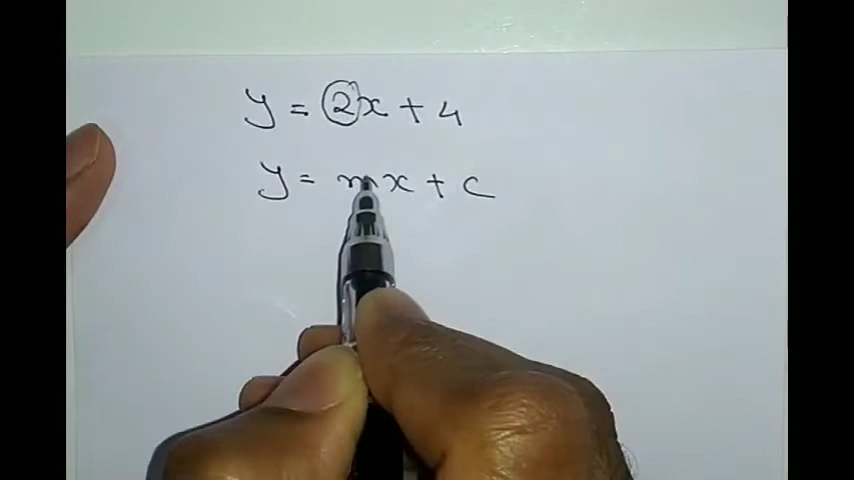 y = 2x + 4
y = mx + c